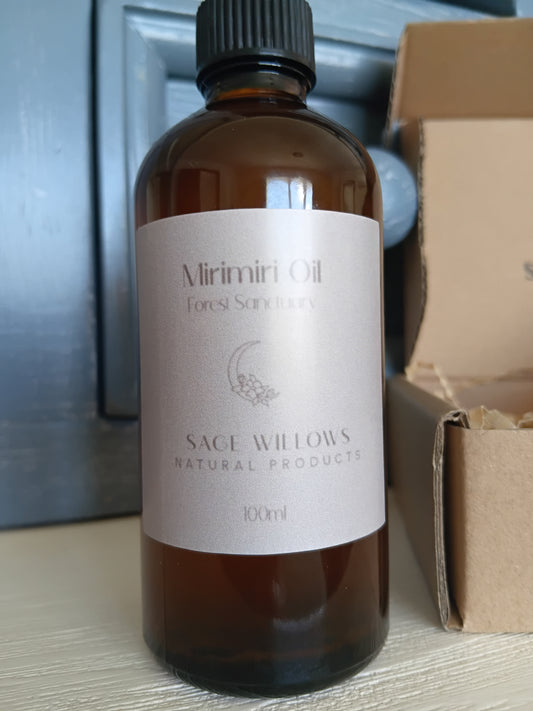 Mirimiri Oil
Forest Sanctuary
SAGE WILLOWS
NATURAL PRODUCTS
100ml